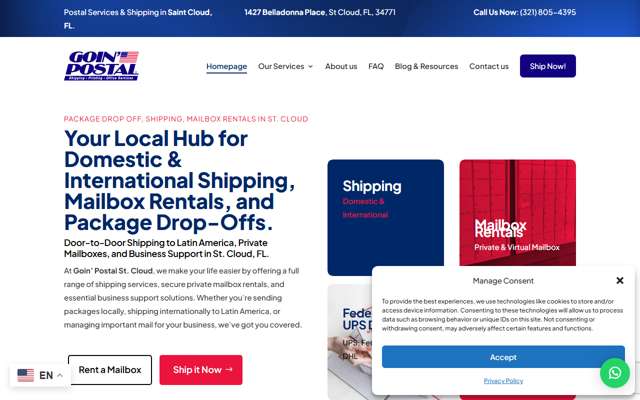 Postal Services & Shipping in Saint Cloud, FL.
1427 Belladonna Place, St Cloud, FL, 34771
Call Us Now: (321) 805-4395
GOIN' POSTAL
Shipping - Printing - Office Services
Homepage
Our Services
About us
FAQ
Blog & Resources
Contact us
Ship Now!
PACKAGE DROP OFF, SHIPPING, MAILBOX RENTALS IN ST. CLOUD
Your Local Hub for
Domestic &
International Shipping,
Mailbox Rentals, and
Package Drop-Offs.
Door-to-Door Shipping to Latin America, Private
Mailboxes, and Business Support in St. Cloud, FL.
At Goin' Postal St. Cloud, we make your life easier by offering a full
range of shipping services, secure private mailbox rentals, and
essential business support solutions. Whether you're sending
packages locally, shipping internationally to Latin America, or
managing important mail for your business, we've got you covered.
Rent a Mailbox
Ship it Now
Shipping
Domestic &
International
Mailbox
Rentals
Private & Virtual Mailbox
UPS
DHL
Manage Consent
To provide the best experiences, we use technologies like cookies to store and/or
access device information. Consenting to these technologies will allow us to process
data such as browsing behavior or unique IDs on this site. Not consenting or
withdrawing consent, may adversely affect certain features and functions.
Accept
Privacy Policy
EN